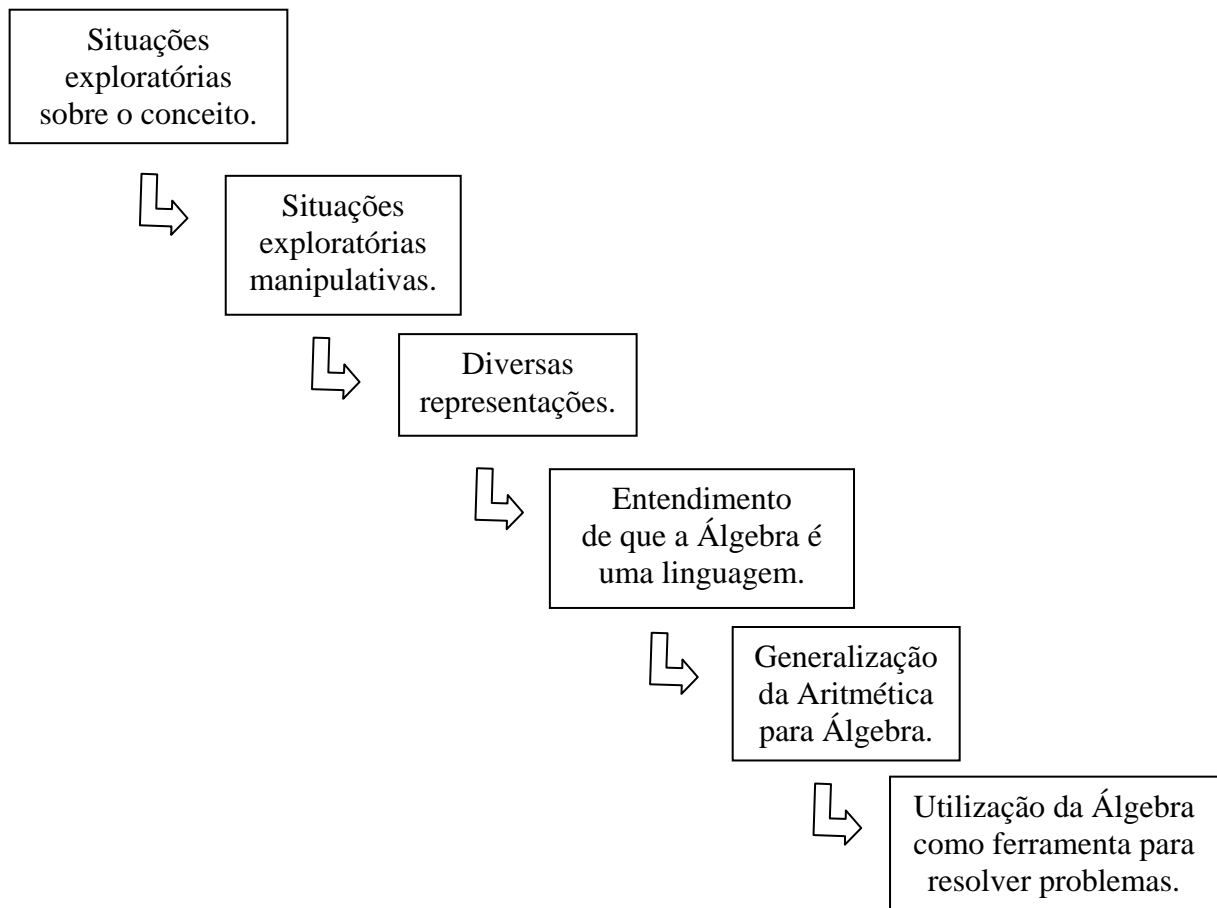 Situações
exploratórias
sobre o conceito.
Situações
exploratórias
manipulativas.
Diversas
representações.
Entendimento
de que a Álgebra é
uma linguagem.
Generalização
da Aritmética
para Álgebra.
Utilização da Álgebra
como ferramenta para
resolver problemas.